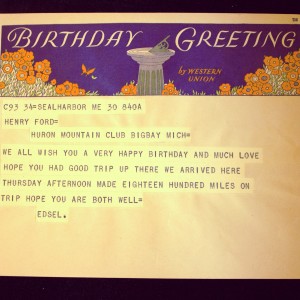 BIRTHDAY GREETING
by WESTERN
UNION
C93 34=SEALHARBOR ME 30 840A
HENRY FORD=
HURON MOUNTAIN CLUB BIGBAY MICH=
WE ALL WISH YOU A VERY HAPPY BIRTHDAY AND MUCH LOVE
HOPE YOU HAD GOOD TRIP UP THERE WE ARRIVED HERE
THURSDAY AFTERNOON MADE EIGHTEEN HUNDRED MILES ON
TRIP HOPE YOU ARE BOTH WELL=
EDSEL.